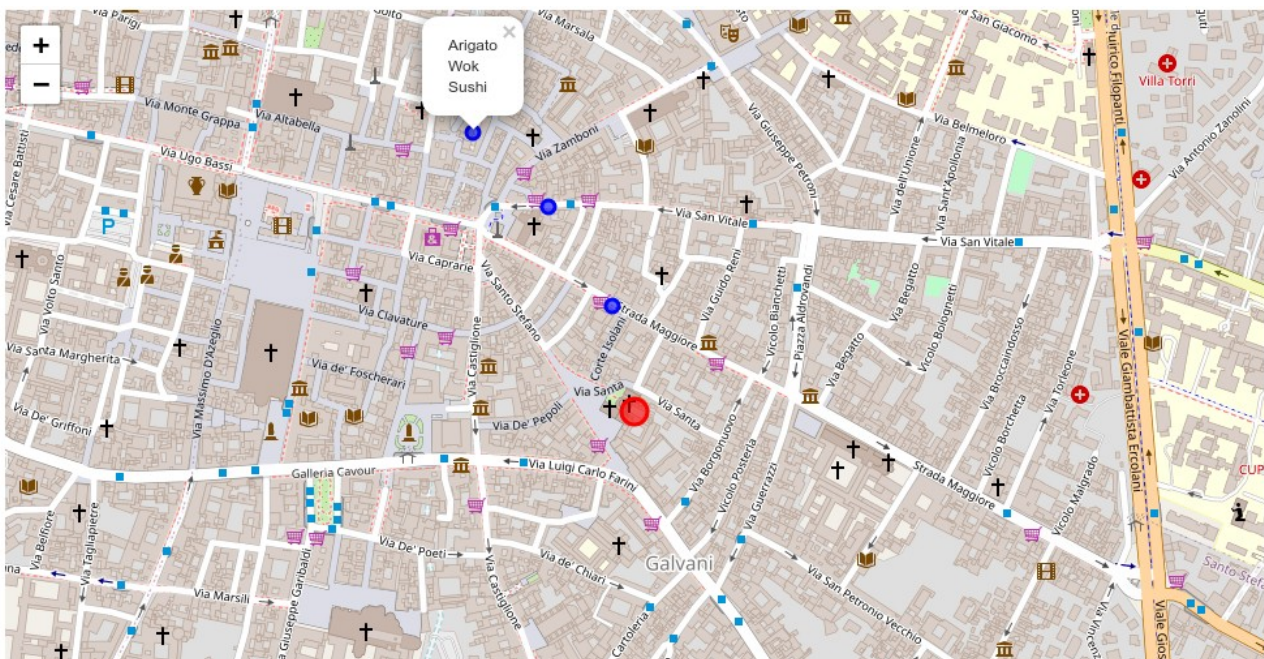 Via Parigi
Goito
Via Marsala
Via San Giacomo
Arigato
Wok
Sushi
×
+
−
Villa Torri
Via Monte Grappa
Via Altabella
Via Zamboni
Via Giuseppe Petroni
Via Belmeloro
Via Antonio Zanolini
Via Cesare Battisti
Via Ugo Bassi
Via dell'Unione
Via Sant'Apollonia
P
Via San Vitale
Via San Vitale
Via Caprarie
Via Volto Santo
Via Santo Stefano
Via Guido Reni
Vicolo Bianchetti
Piazza Aldrovandi
Via Begatto
Vicolo Bolognetti
Via Broccaindosso
Via Clavature
Strada Maggiore
Corte Isolani
Via Santa Margherita
Via Massimo D'Azeglio
Via de' Foscherari
Via Castiglione
Via Begatto
Via Torleone
Viale Giambattista Ercolani
Via Santa
Via Santa
Via De' Griffoni
Via De' Pepoli
Via Borgonuovo
Vicolo Posterla
Via Guerrazzi
Vicolo Borchetta
Strada Maggiore
Galleria Cavour
Via Luigi Carlo Farini
Vicolo Malgrado
CUP
Via Belfiore
Via Tagliapietre
Via De' Poeti
Via de' Chiari
Galvani
Via Marsili
Via Giuseppe Garibaldi
Via Castiglione
Cartoleria
Via San Petronio Vecchio
Santo Stef
Via Vincenz
Viale Gios